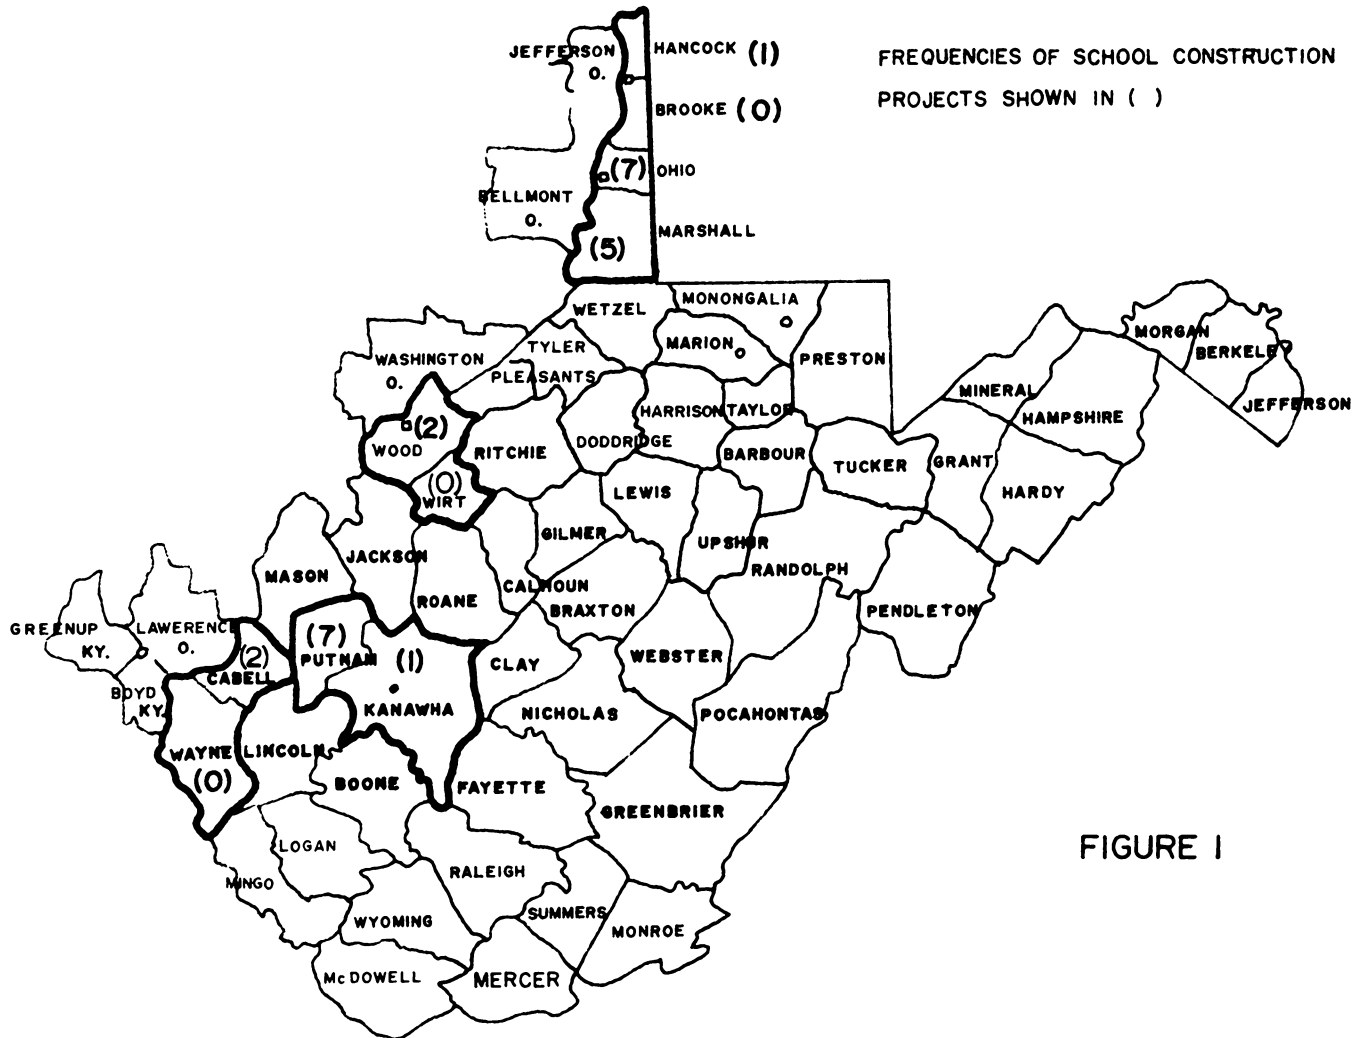 JEFFERSON
O.
HANCOCK (1)
FREQUENCIES OF SCHOOL CONSTRUCTION
PROJECTS SHOWN IN ( )
BROOKE (0)
(7) OHIO
BELLMONT
O.
MARSHALL
(5)
WETZEL
MONONGALIA
TYLER
MARION
WASHINGTON
O.
PRESTON
PLEASANTS
MORGAN
BERKELEY
MINERAL
JEFFERSON
HAMPSHIRE
HARRISON
TAYLOR
(2)
WOOD
RITCHIE
DODDRIDGE
BARBOUR
TUCKER
GRANT
HARDY
(0)
WIRT
LEWIS
GILMER
UPSHUR
RANDOLPH
JACKSON
MASON
CALHOUN
ROANE
BRAXTON
PENDLETON
GREENUP
KY.
LAWERENCE
O.
(7)
PUTNAM
(2)
CABELL
(1)
KANAWHA
CLAY
WEBSTER
BOYD
KY.
NICHOLAS
POCAHONTAS
WAYNE
(0)
LINCOLN
BOONE
FAYETTE
GREENBRIER
FIGURE 1
LOGAN
MINGO
RALEIGH
WYOMING
SUMMERS
MONROE
McDOWELL
MERCER